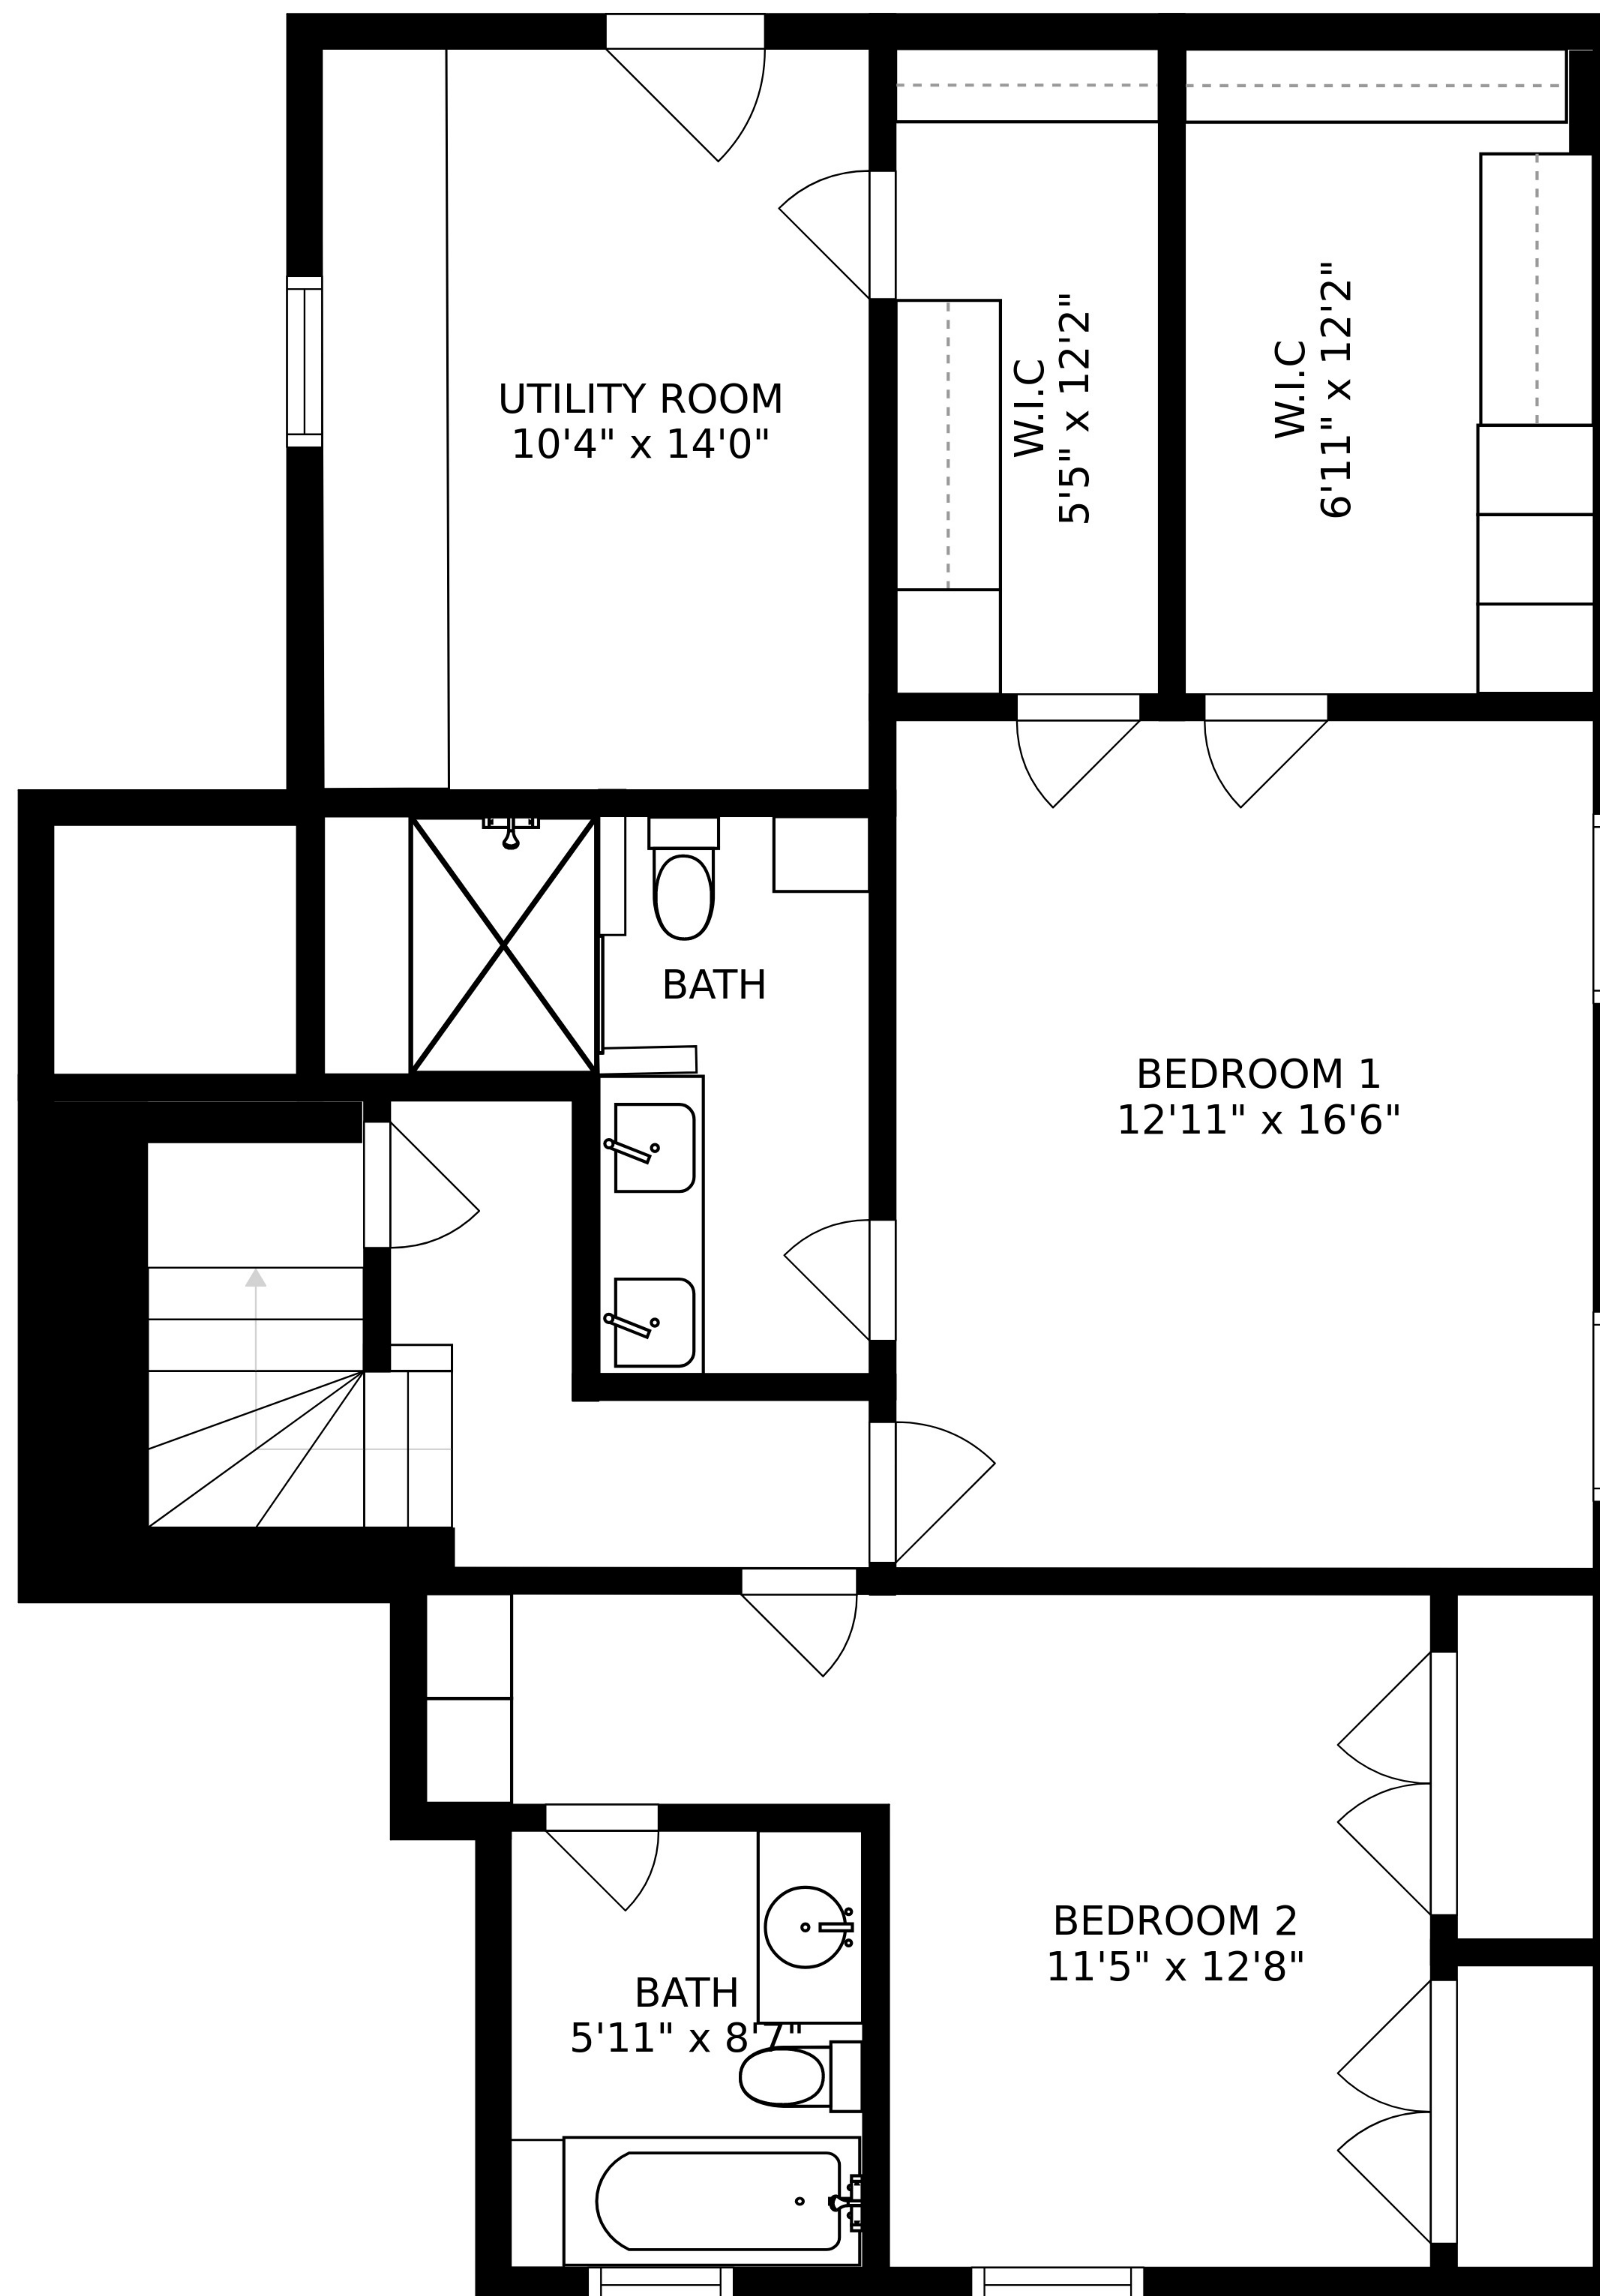 UTILITY ROOM
10'4" x 14'0"
W.I.C
5'5" x 12'2"
W.I.C
6'11" x 12'2"
BATH
BEDROOM 1
12'11" x 16'6"
BEDROOM 2
11'5" x 12'8"
BATH
5'11" x 8'7"